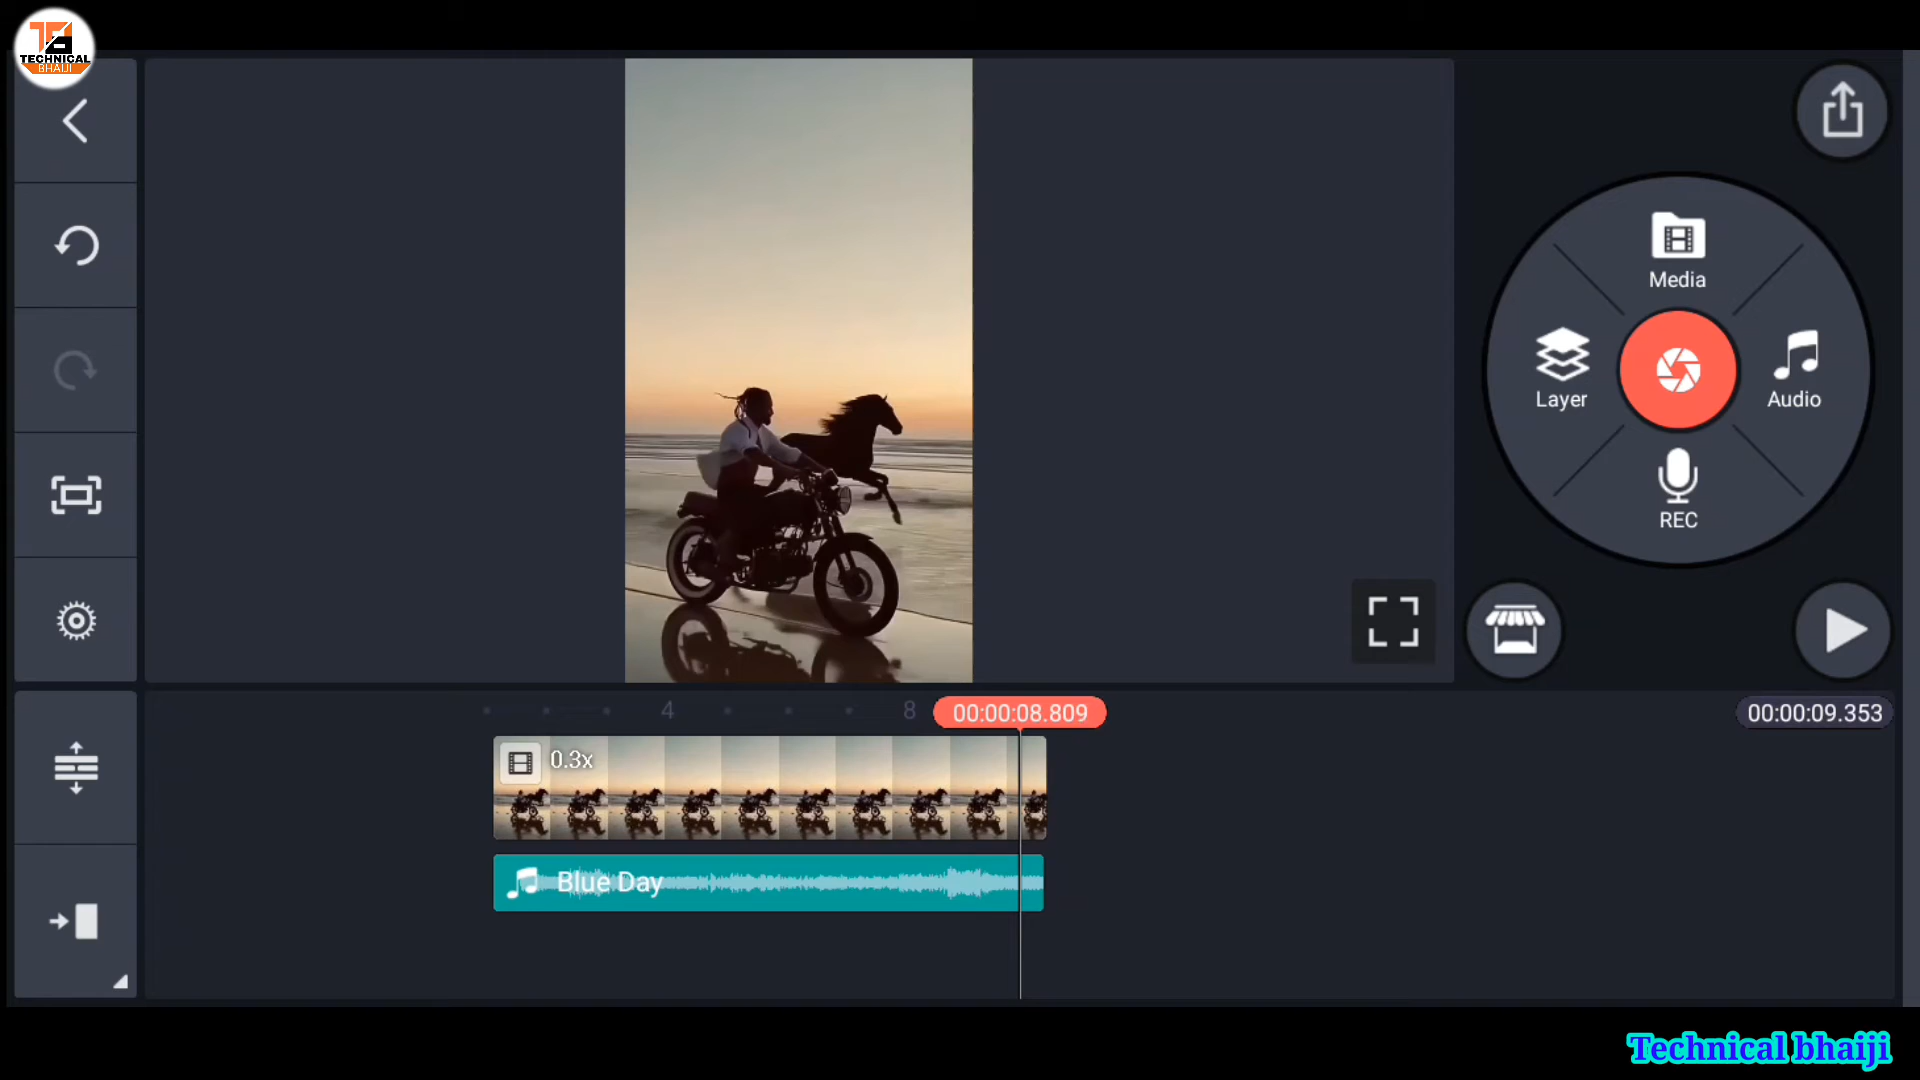 TB
TECHNICAL
BHAIJI
Media
Layer
Audio
REC
4
8
00:00:08.809
00:00:09.353
0.3x
Blue Day
Technical bhaiji